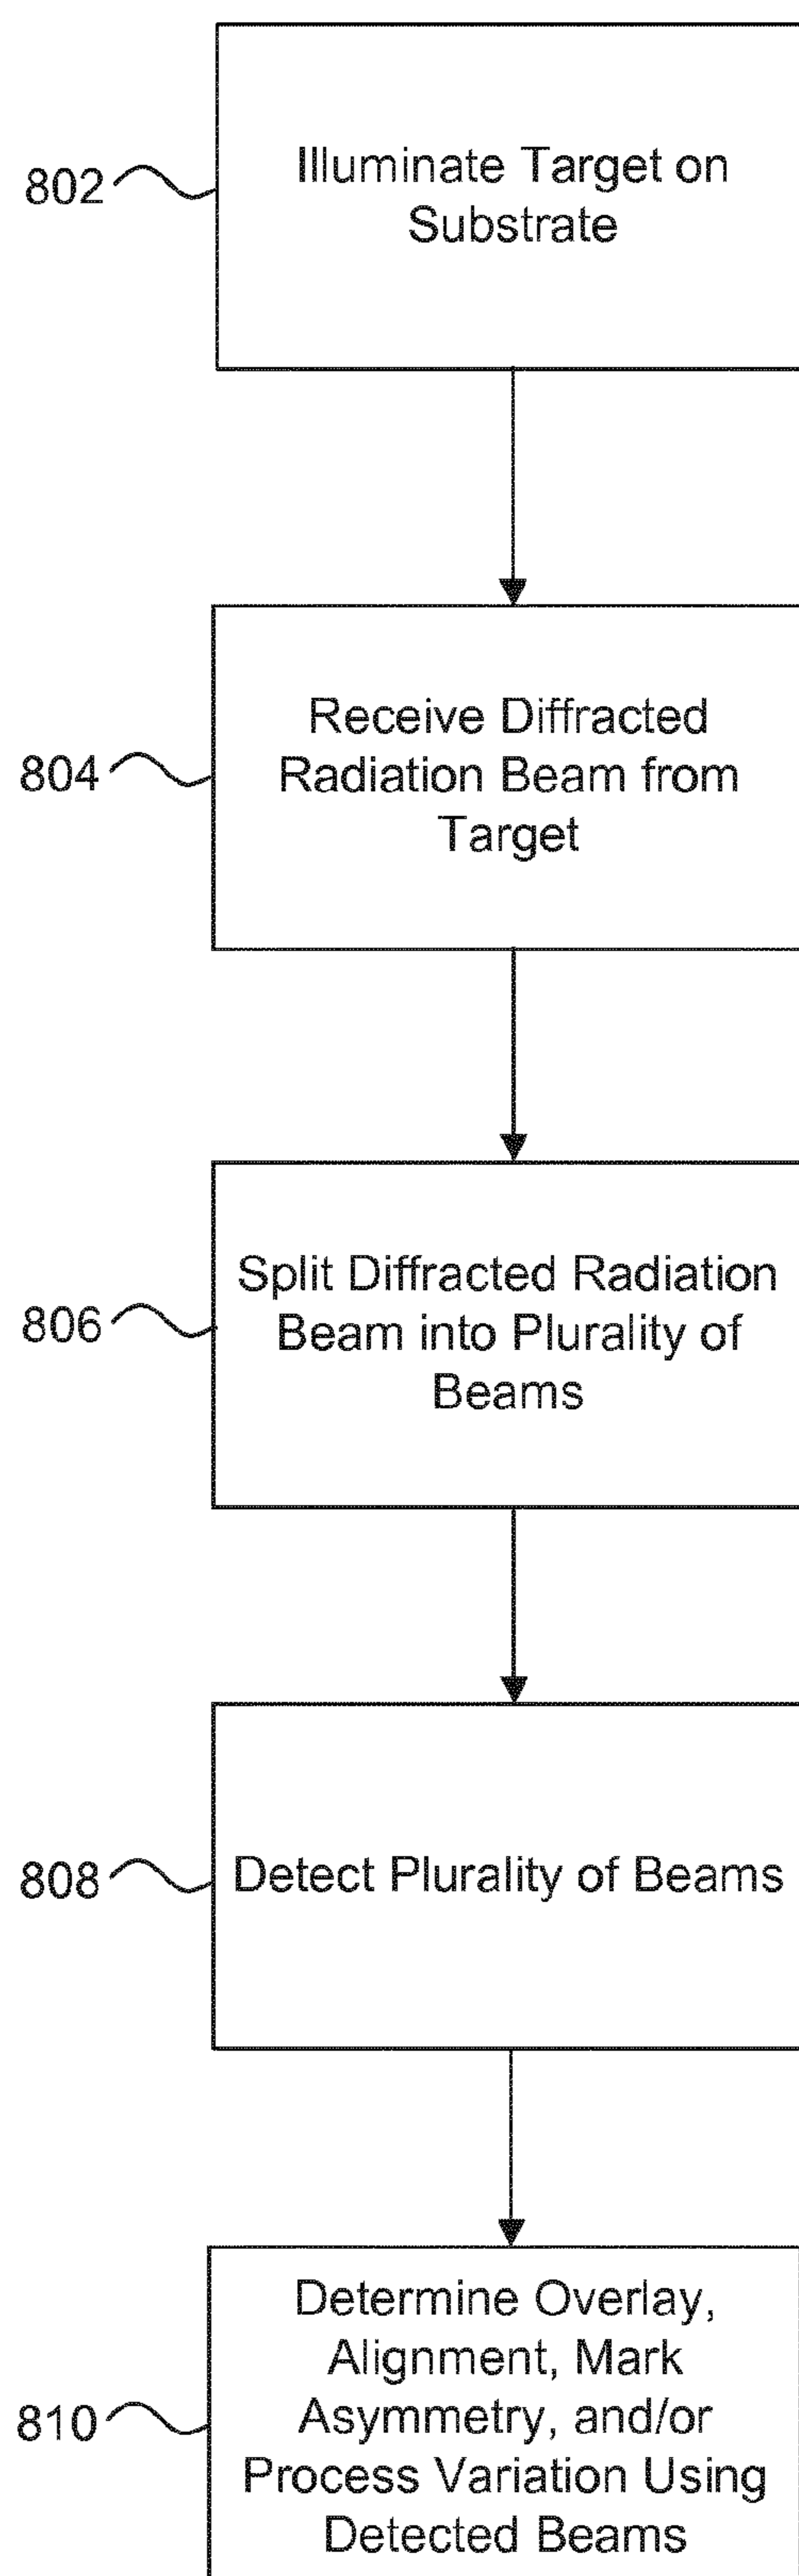 802
Illuminate Target on
Substrate
804
Receive Diffracted
Radiation Beam from
Target
806
Split Diffracted Radiation
Beam into Plurality of
Beams
808
Detect Plurality of Beams
810
Determine Overlay,
Alignment, Mark
Asymmetry, and/or
Process Variation Using
Detected Beams